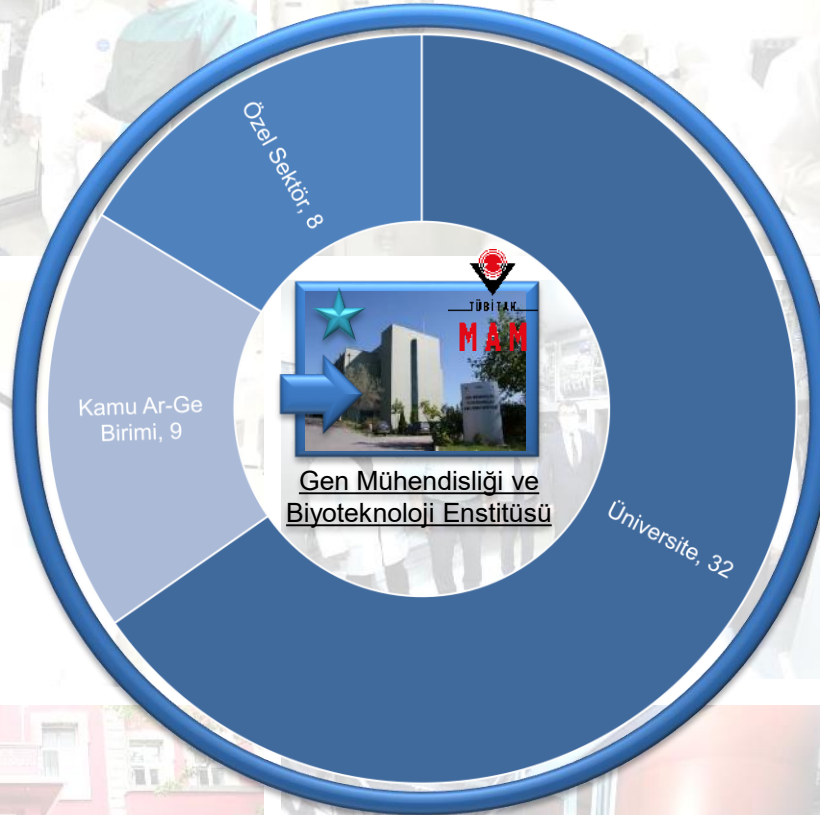 Özel Sektör, 8
Kamu Ar-Ge
Birimi, 9
TÜBİTAK
MAM
Gen Mühendisliği ve
Biyoteknoloji Enstitüsü
Üniversite, 32